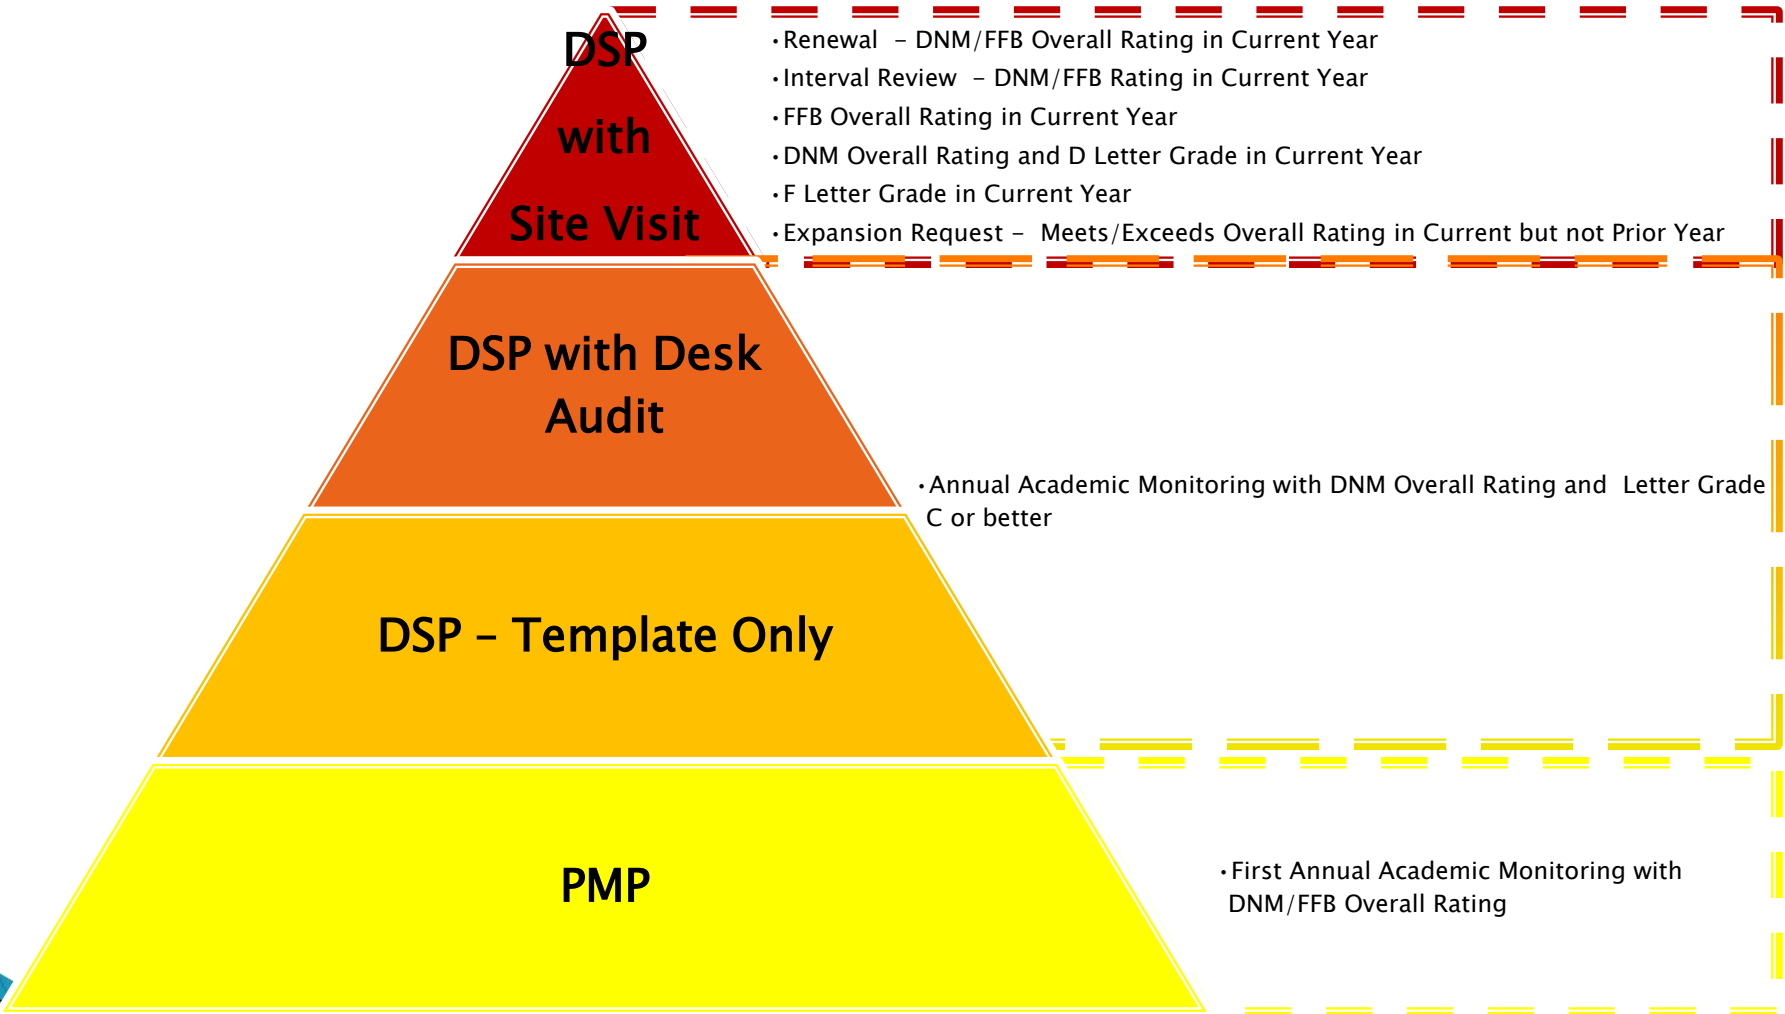 DSP
with
Site Visit
•Renewal – DNM/FFB Overall Rating in Current Year
•Interval Review – DNM/FFB Rating in Current Year
•FFB Overall Rating in Current Year
•DNM Overall Rating and D Letter Grade in Current Year
•F Letter Grade in Current Year
•Expansion Request – Meets/Exceeds Overall Rating in Current but not Prior Year
DSP with Desk
Audit
•Annual Academic Monitoring with DNM Overall Rating and Letter Grade
C or better
DSP – Template Only
PMP
•First Annual Academic Monitoring with
DNM/FFB Overall Rating